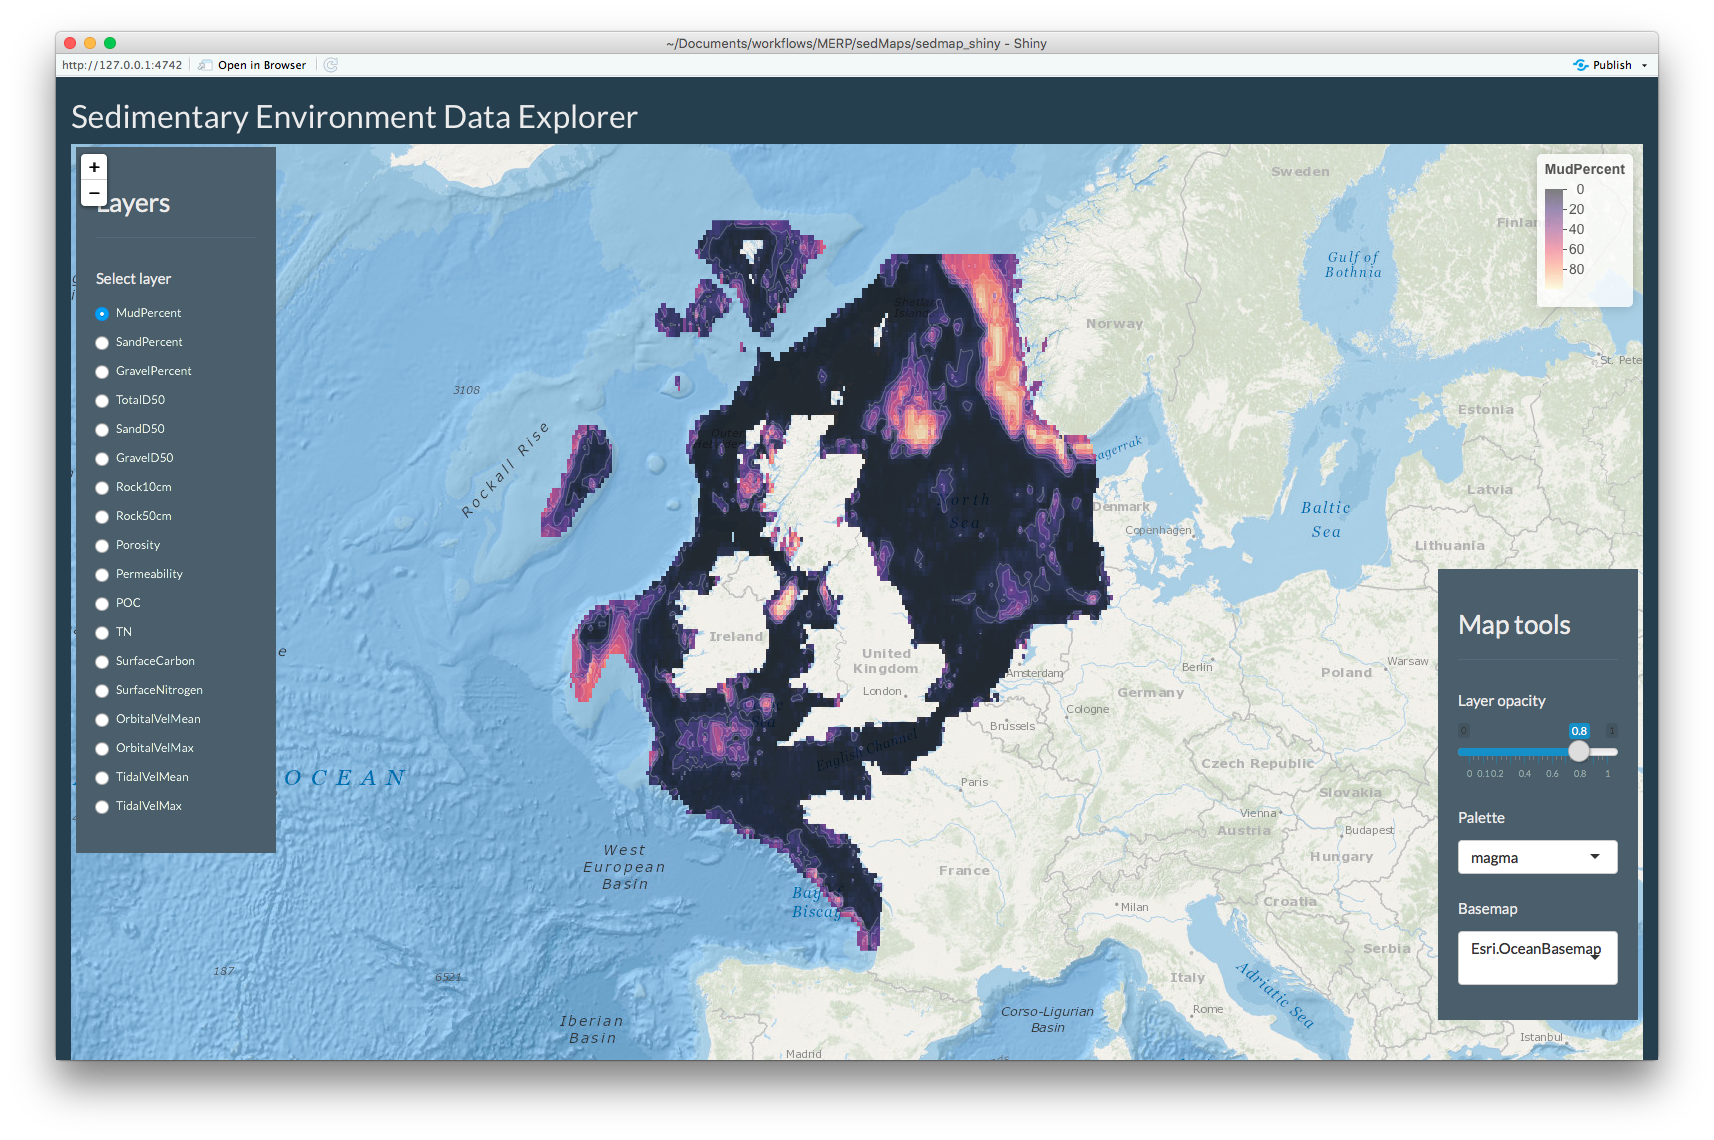 ~/Documents/workflows/MERP/sedMaps/sedmap_shiny - Shiny
http://127.0.0.1:4742
Open in Browser
Publish
Sedimentary Environment Data Explorer
+
−
Layers
Select layer
MudPercent
SandPercent
GravelPercent
TotalD50
SandD50
GravelD50
Rock10cm
Rock50cm
Porosity
Permeability
POC
TN
SurfaceCarbon
SurfaceNitrogen
OrbitalVelMean
OrbitalVelMax
TidalVelMean
TidalVelMax
MudPercent
0
20
40
60
80
Sweden
Finla
Gulf of
Bothnia
Norway
St. Pete
Estonia
Latvia
Baltic
Sea
Lithuania
3108
Rockall Rise
Outer
Shetla
Island
agerrak
North
Sea
Denmark
Copenhagen
Ireland
United
Kingdom
London
Amsterdam
Berlin
Poland
Warsaw
Germany
Brussels
Cologne
English Channel
Sea
e
OCEAN
Paris
Czech Republic
Slovakia
Vienna
Austria
Budapest
Hungary
West
European
Basin
France
Bay
Biscay
Milan
Croatia
Serbia
187
6521
Italy
Adriatic Sea
Rome
Corso-Ligurian
Basin
Iberian
Basin
Madrid
Istanbul
Map tools
Layer opacity
0
0.8
1
0 0.1 0.2 0.4 0.6 0.8 1
Palette
magma
Basemap
Esri.OceanBasemap